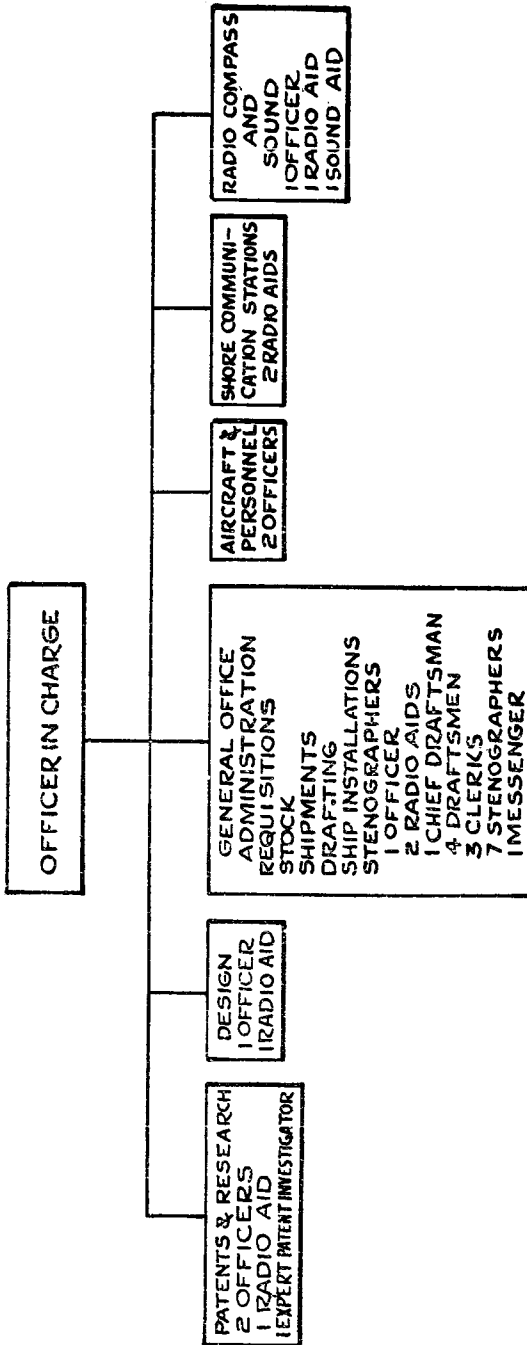 OFFICER IN CHARGE
PATENTS & RESEARCH
2 OFFICERS
1 RADIO AID
1 EXPERT PATENT INVESTIGATOR
DESIGN
1 OFFICER
1 RADIO AID
GENERAL OFFICE
ADMINISTRATION
REQUISITIONS
STOCK
SHIPMENTS
DRAFTING
SHIP INSTALLATIONS
STENOGRAPHERS
1 OFFICER
2 RADIO AIDS
1 CHIEF DRAFTSMAN
4 DRAFTSMEN
3 CLERKS
7 STENOGRAPHERS
1 MESSENGER
AIRCRAFT &
PERSONNEL
2 OFFICERS
SHORE COMMUNI-
CATION STATIONS
2 RADIO AIDS
RADIO COMPASS
AND
SOUND
1 OFFICER
1 RADIO AID
1 SOUND AID